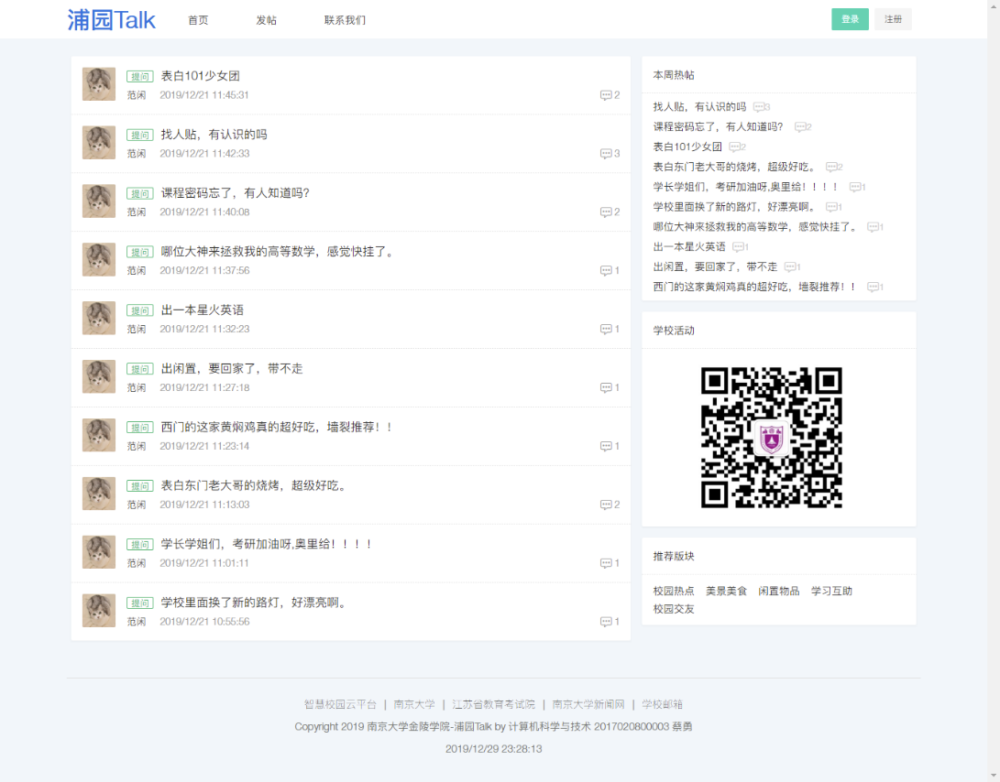 浦园Talk 首页 发帖 联系我们 登录 注册
提问 表白101少女团
范闲 2019/12/21 11:45:31 2
提问 找人贴，有认识的吗
范闲 2019/12/21 11:42:33 3
提问 课程密码忘了，有人知道吗？
范闲 2019/12/21 11:40:08 2
提问 哪位大神来拯救我的高等数学，感觉快挂了。
范闲 2019/12/21 11:37:56 1
提问 出一本星火英语
范闲 2019/12/21 11:32:23 1
提问 出闲置，要回家了，带不走
范闲 2019/12/21 11:27:18 1
提问 西门的这家黄焖鸡真的超好吃，墙裂推荐！！
范闲 2019/12/21 11:23:14 1
提问 表白东门老大哥的烧烤，超级好吃。
范闲 2019/12/21 11:13:03 2
提问 学长学姐们，考研加油呀,奥里给！！！！
范闲 2019/12/21 11:01:11 1
提问 学校里面换了新的路灯，好漂亮啊。
范闲 2019/12/21 10:55:56 1
本周热帖
找人贴，有认识的吗 3
课程密码忘了，有人知道吗？ 2
表白101少女团 2
表白东门老大哥的烧烤，超级好吃。 2
学长学姐们，考研加油呀,奥里给！！！！ 1
学校里面换了新的路灯，好漂亮啊。 1
哪位大神来拯救我的高等数学，感觉快挂了。 1
出一本星火英语 1
出闲置，要回家了，带不走 1
西门的这家黄焖鸡真的超好吃，墙裂推荐！！ 1
学校活动
推荐版块
校园热点 美景美食 闲置物品 学习互助
校园交友
智慧校园云平台 | 南京大学 | 江苏省教育考试院 | 南京大学新闻网 | 学校邮箱
Copyright 2019 南京大学金陵学院-浦园Talk by 计算机科学与技术 2017020800003 蔡勇
2019/12/29 23:28:13